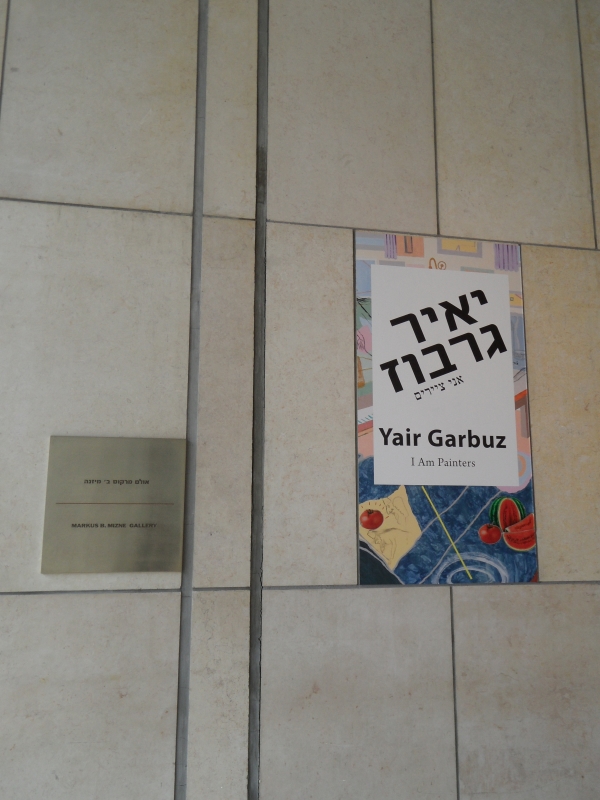 אולם מרקוס ב׳ מיזנה
MARKUS B. MIZNE GALLERY
יאיר
גרבוז
אני ציירים
Yair Garbuz
I Am Painters